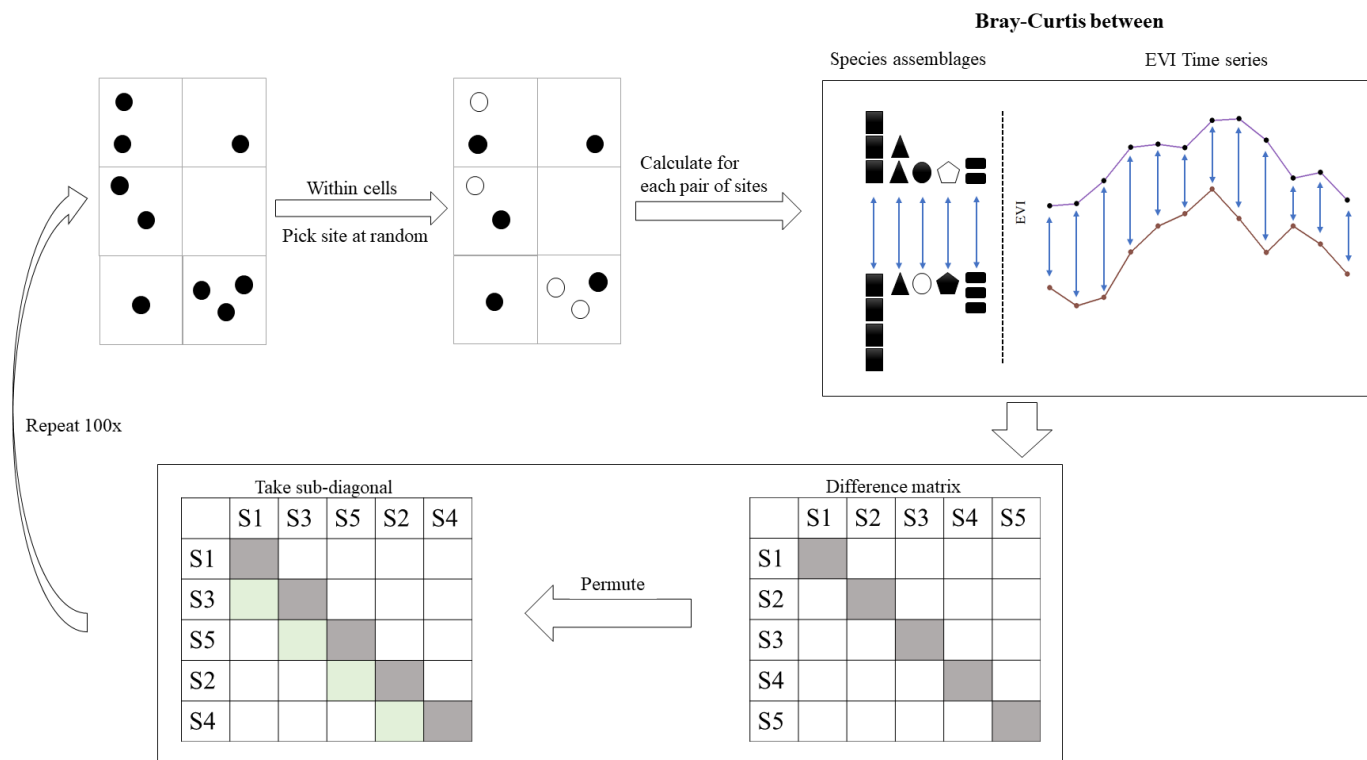 Bray-Curtis between
Species assemblages
EVI Time series
Within cells
Pick site at random
Calculate for
each pair of sites
EVI
Repeat 100x
Take sub-diagonal
S1 S3 S5 S2 S4
S1
S3
S5
S2
S4
Permute
Difference matrix
S1 S2 S3 S4 S5
S1
S2
S3
S4
S5